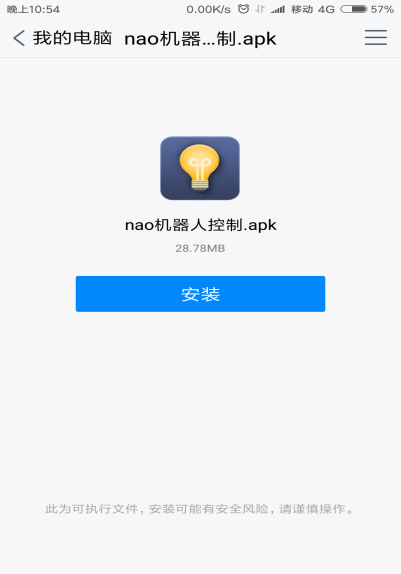 晚上10:54 0.00K/s 移动 4G 57%
我的电脑 nao机器...制.apk
nao机器人控制.apk
28.78MB
安装
此为可执行文件，安装可能有安全风险，请谨慎操作。